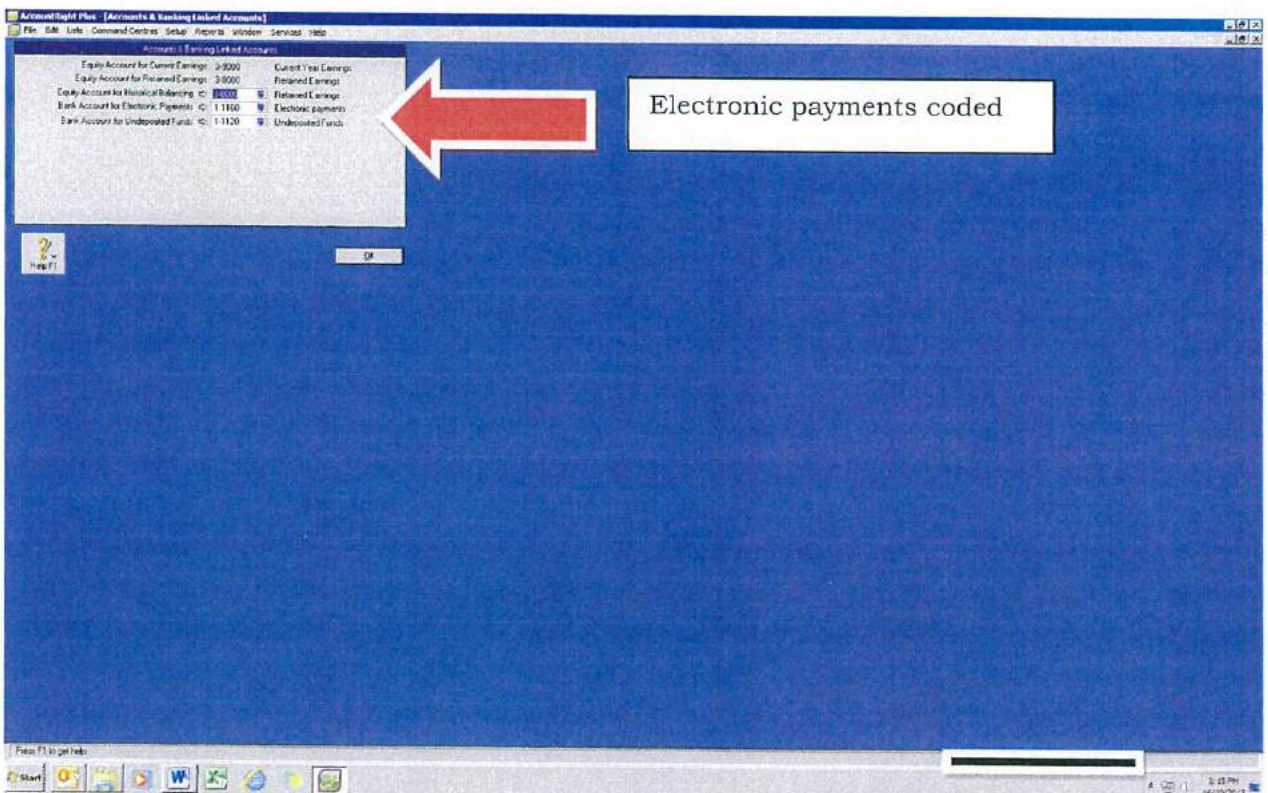 AccountRight Plus - [Accounts & Banking Linked Accounts]
File Edit Lists Command Centres Setup Reports Window Services Help
Accounts & Banking Linked Accounts
Equity Account for Current Earnings: Current Year Earnings
Equity Account for Retained Earnings: 3-8000 Retained Earnings
Equity Account for Historical Balancing Retained Earnings
Bank Account for Electronic Payments 1-1160 Electronic payments
Bank Account for Undeposited Funds 1-1120 Undeposited Funds
Electronic payments coded
Help F1
OK
Press F1 to get help
Start